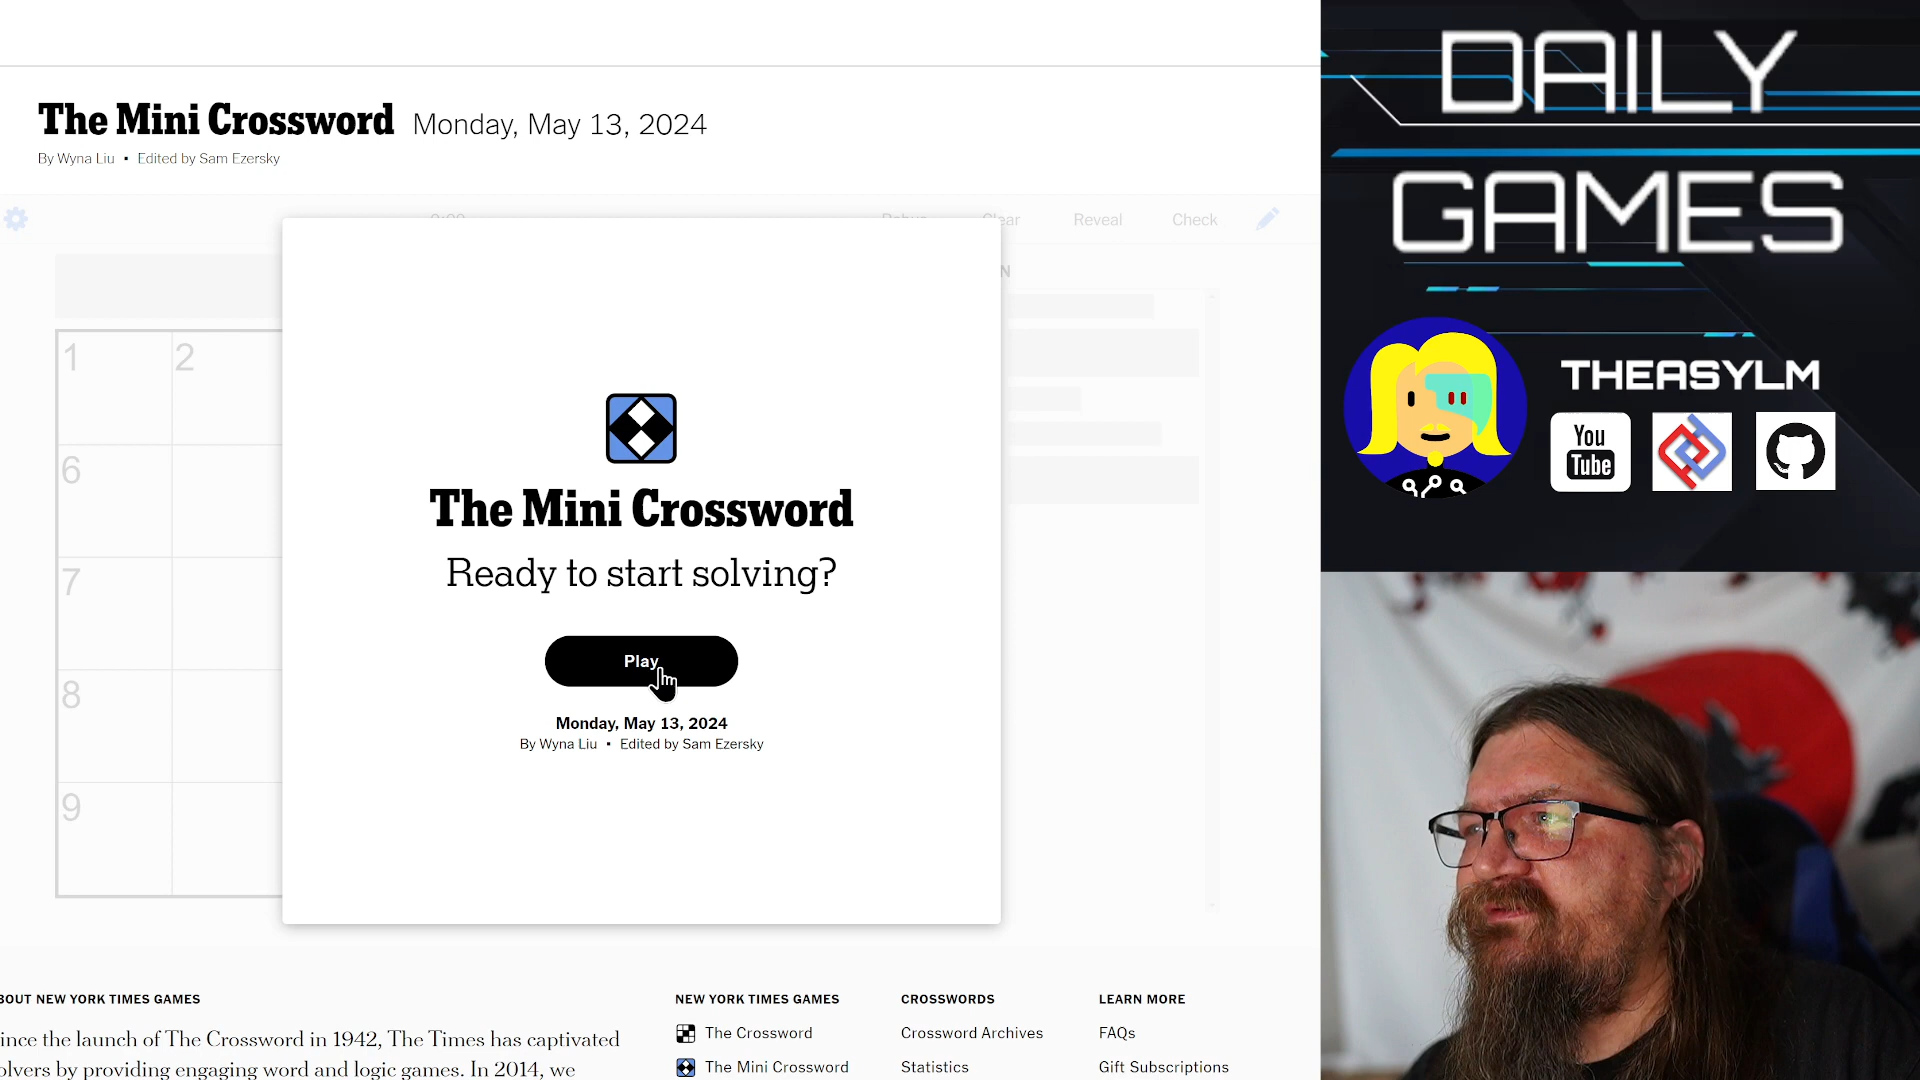 The Mini Crossword Monday, May 13, 2024
By Wyna Liu ▪ Edited by Sam Ezersky
Clear Reveal Check
N
1 2
6
7
8
9
The Mini Crossword
Ready to start solving?
Play
Monday, May 13, 2024
By Wyna Liu ▪ Edited by Sam Ezersky
BOUT NEW YORK TIMES GAMES
ince the launch of The Crossword in 1942, The Times has captivated
olvers by providing engaging word and logic games. In 2014, we
NEW YORK TIMES GAMES
The Crossword
The Mini Crossword
CROSSWORDS
Crossword Archives
Statistics
LEARN MORE
FAQs
Gift Subscriptions
DAILY
GAMES
THEASYLM
You
Tube